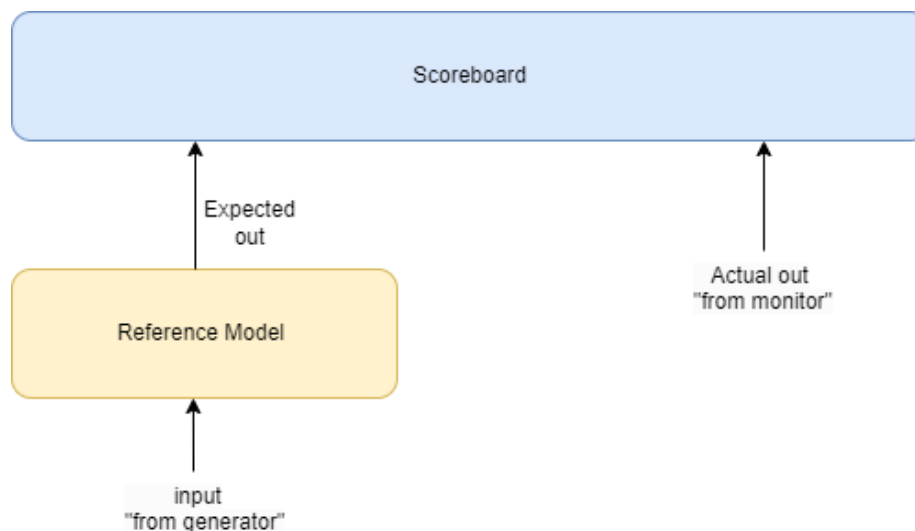 Scoreboard
Expected
out
Actual out
"from monitor"
Reference Model
input
"from generator"